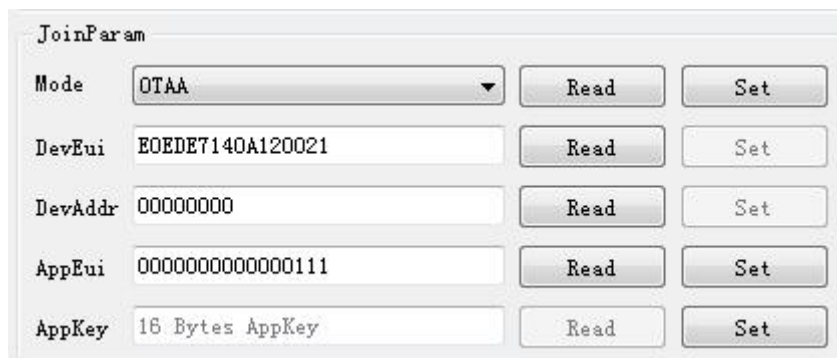 JoinParam
Mode OTAA Read Set
DevEui E0EDE7140A120021 Read Set
DevAddr 00000000 Read Set
AppEui 0000000000000111 Read Set
AppKey 16 Bytes AppKey Read Set